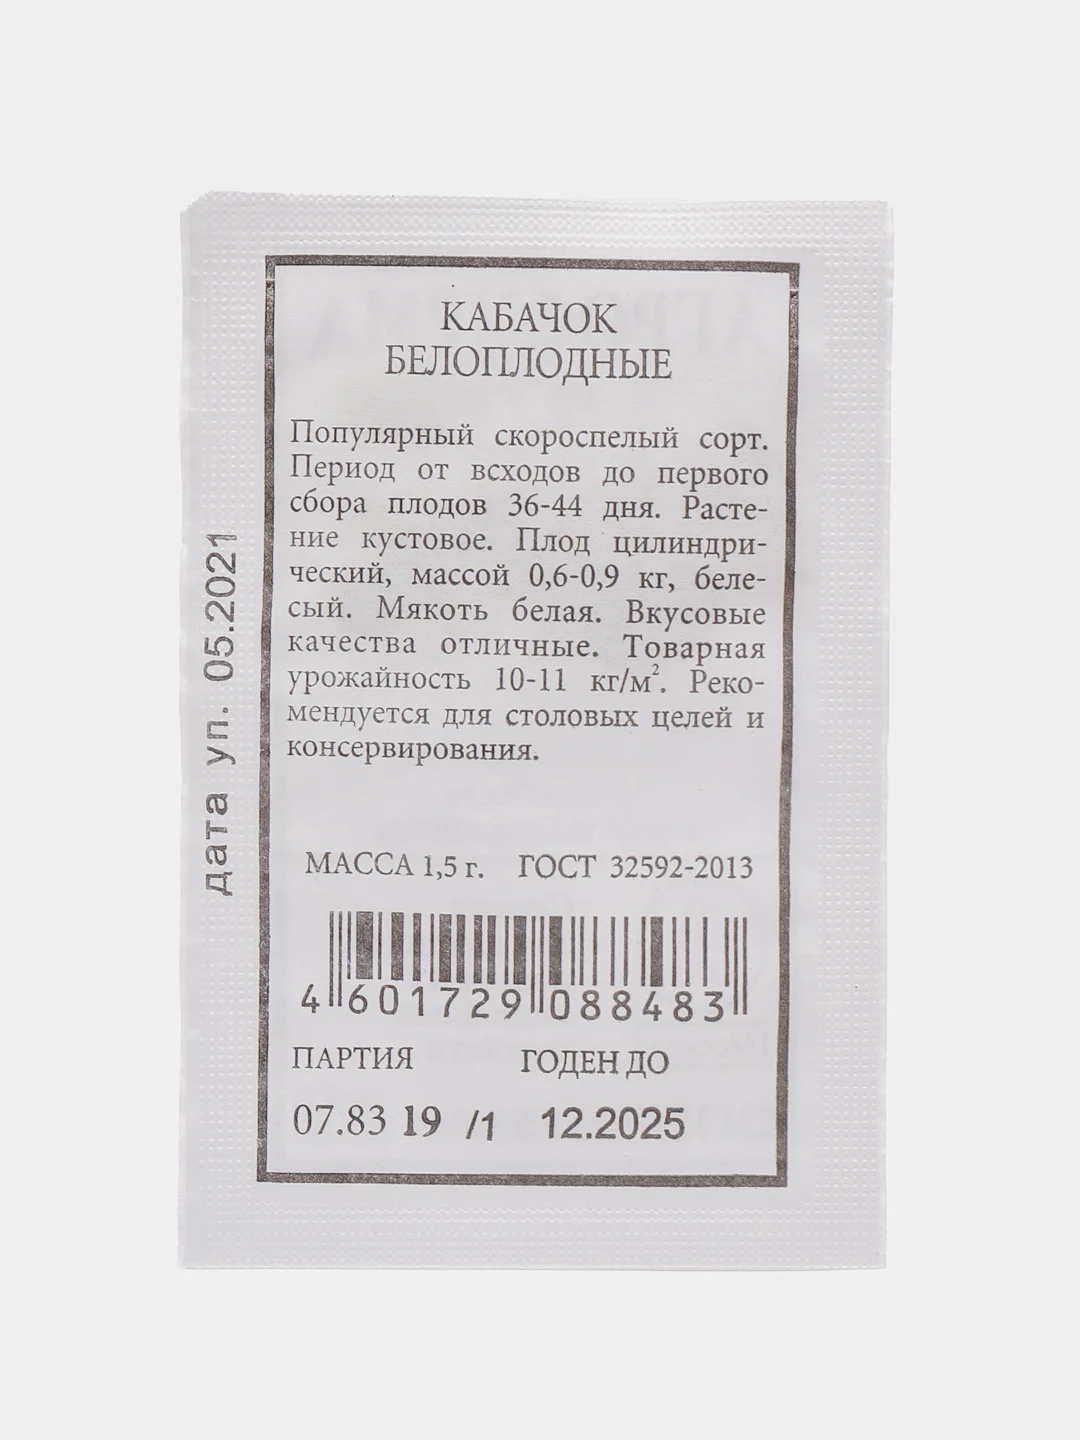 КАБАЧОК
БЕЛОПЛОДНЫЕ
Популярный скороспелый сорт.
Период от всходов до первого
сбора плодов 36-44 дня. Расте-
ние кустовое. Плод цилиндри-
ческий, массой 0,6-0,9 кг, беле-
сый. Мякоть белая. Вкусовые
качества отличные. Товарная
урожайность 10-11 кг/м². Реко-
мендуется для столовых целей и
консервирования.
МАССА 1,5 г. ГОСТ 32592-2013
4 601729 088483
ПАРТИЯ ГОДЕН ДО
07.83 19 /1 12.2025
дата уп. 05.2021